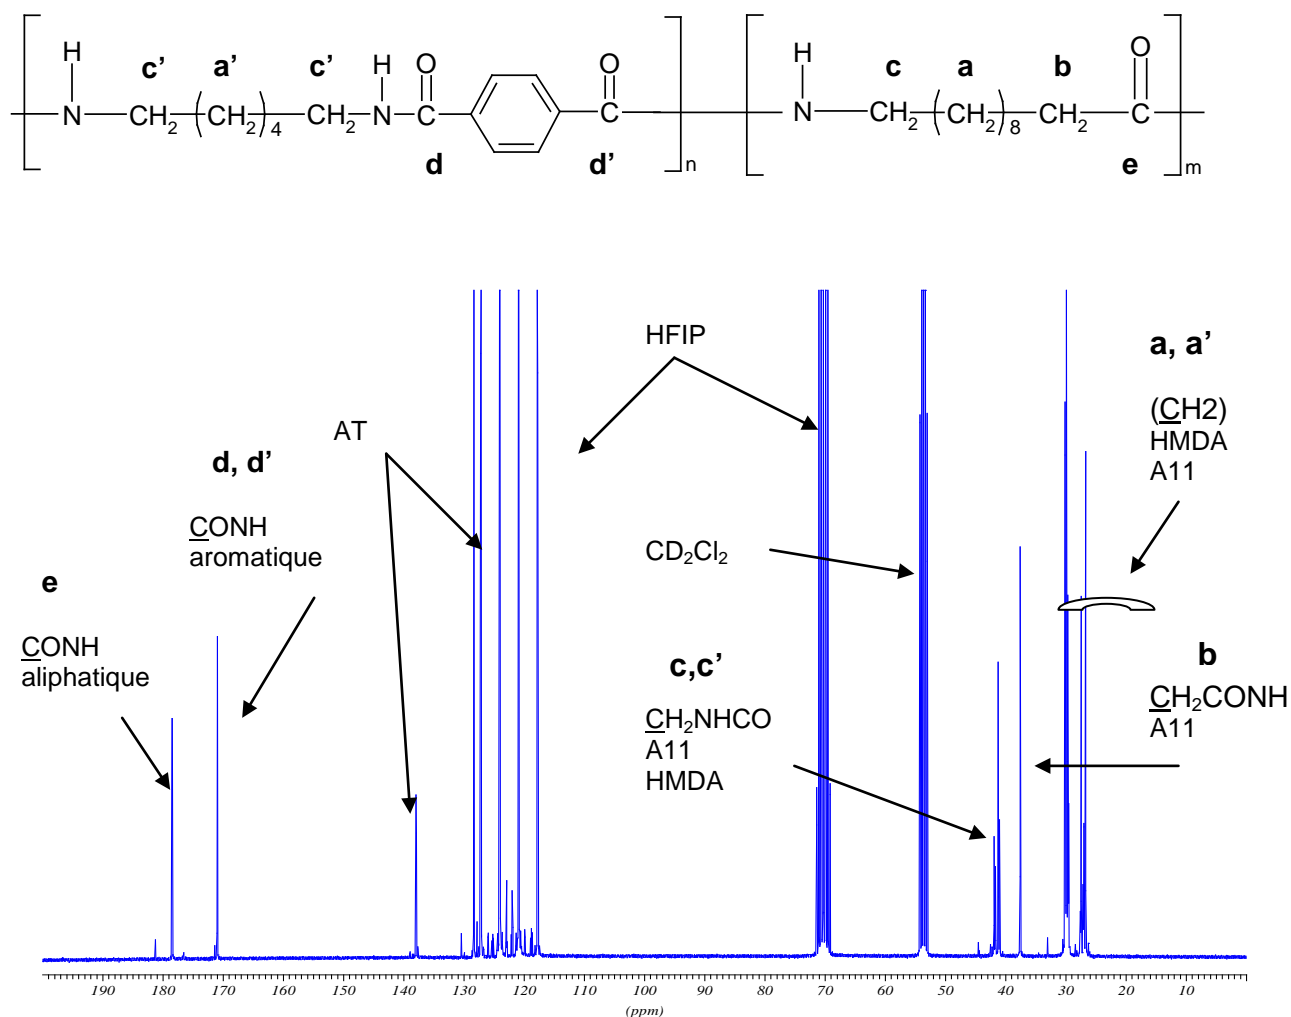 H
c’ a’ c’ H O O
N CH₂ (CH₂)₄ CH₂ N C C
d d’ n
H c a b O
N CH₂ (CH₂)₈ CH₂ C
e m
HFIP
a, a’
(CH2)
HMDA
A11
AT
d, d’
CONH
aromatique
CD₂Cl₂
e
CONH
aliphatique
c,c’
CH₂NHCO
A11
HMDA
b
CH₂CONH
A11
190 180 170 160 150 140 130 120 110 100 90 80 70 60 50 40 30 20 10
(ppm)